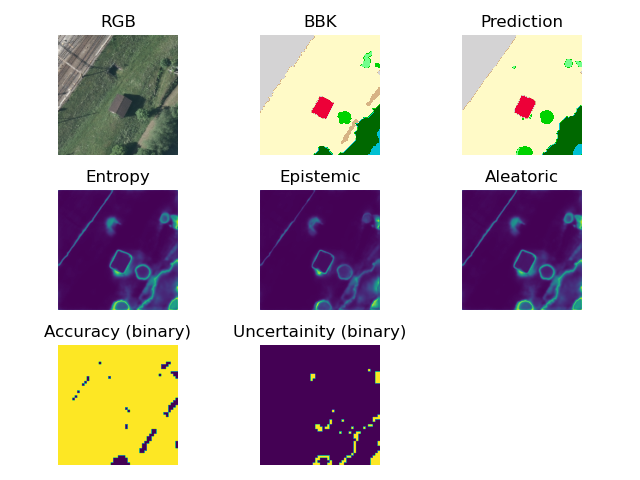 RGB
BBK
Prediction
Entropy
Epistemic
Aleatoric
Accuracy (binary)
Uncertainity (binary)